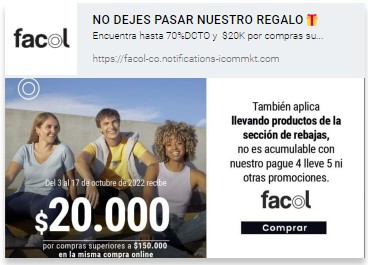 facol
NO DEJES PASAR NUESTRO REGALO🎁
Encuentra hasta 70%DCTO y $20K por compras su...
https://facol-co.notifications-icommkt.com
Del 3 al 17 de octubre de 2022 recibe
$20.000
por compras superiores a $150.000
en la misma compra online
También aplica
llevando productos de la
sección de rebajas,
no es acumulable con
nuestro pague 4 lleve 5 ni
otras promociones.
facol
Comprar